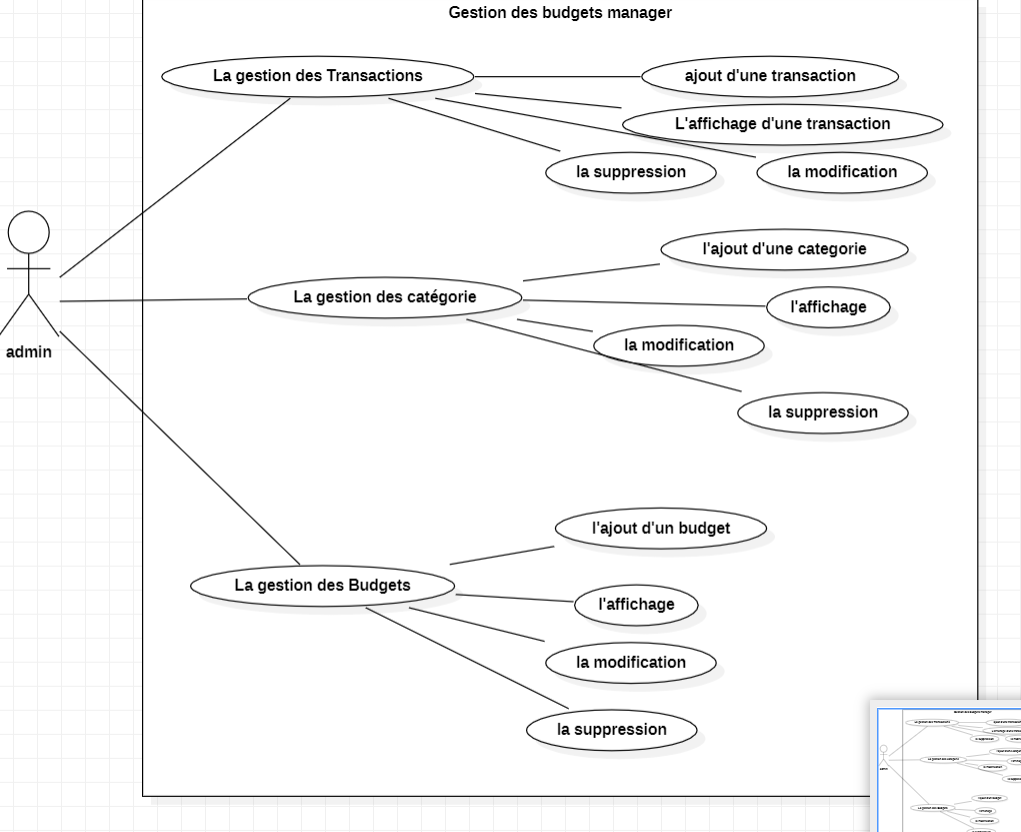 Gestion des budgets manager
La gestion des Transactions
ajout d'une transaction
L'affichage d'une transaction
la suppression
la modification
l'ajout d'une categorie
La gestion des catégorie
l'affichage
la modification
admin
la suppression
l'ajout d'un budget
La gestion des Budgets
l'affichage
la modification
la suppression